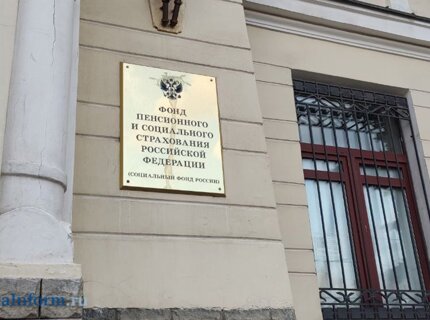 ФОНД
ПЕНСИОННОГО
И СОЦИАЛЬНОГО
СТРАХОВАНИЯ
РОССИЙСКОЙ
ФЕДЕРАЦИИ
(СОЦИАЛЬНЫЙ ФОНД РОССИИ)